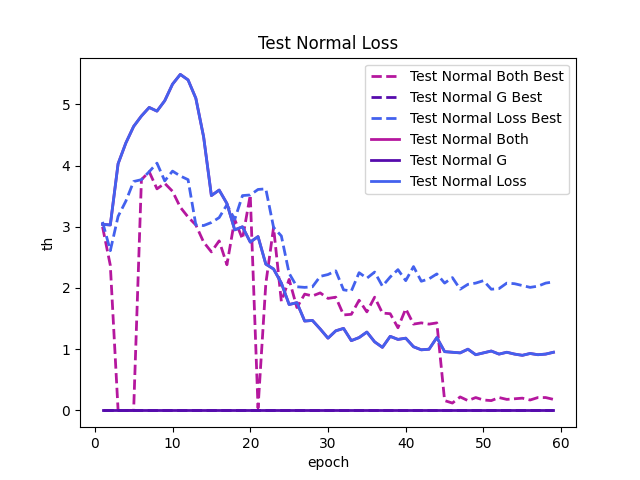 Test Normal Loss
Test Normal Both Best
Test Normal G Best
Test Normal Loss Best
Test Normal Both
Test Normal G
Test Normal Loss
th
5
4
3
2
1
0
0 10 20 30 40 50 60
epoch